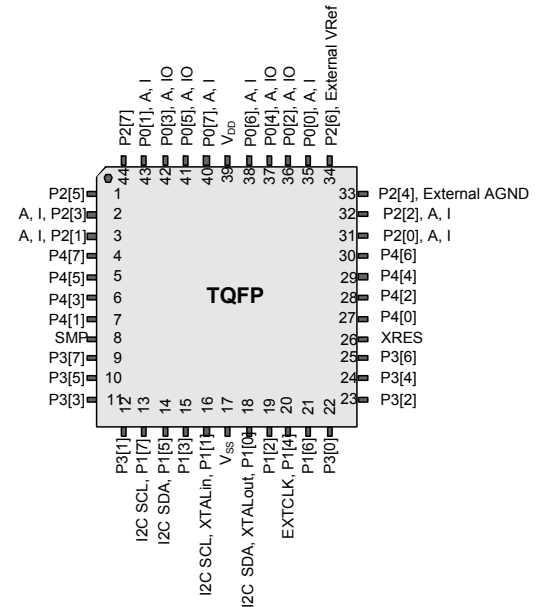 P2[7]
P0[1], A, I
P0[3], A, IO
P0[5], A, IO
P0[7], A, I
VDD
P0[6], A, I
P0[4], A, IO
P0[2], A, IO
P0[0], A, I
P2[6], External VRef
44
43
42
41
40
39
38
37
36
35
34
P2[5] 1
A, I, P2[3] 2
A, I, P2[1] 3
P4[7] 4
P4[5] 5
P4[3] 6
P4[1] 7
SMP 8
P3[7] 9
P3[5] 10
P3[3] 11
TQFP
33 P2[4], External AGND
32 P2[2], A, I
31 P2[0], A, I
30 P4[6]
29 P4[4]
28 P4[2]
27 P4[0]
26 XRES
25 P3[6]
24 P3[4]
23 P3[2]
12
13
14
15
16
17
18
19
20
21
22
P3[1]
I2C SCL, P1[7]
I2C SDA, P1[5]
P1[3]
I2C SCL, XTALin, P1[1]
VSS
I2C SDA, XTALout, P1[0]
P1[2]
EXTCLK, P1[4]
P1[6]
P3[0]